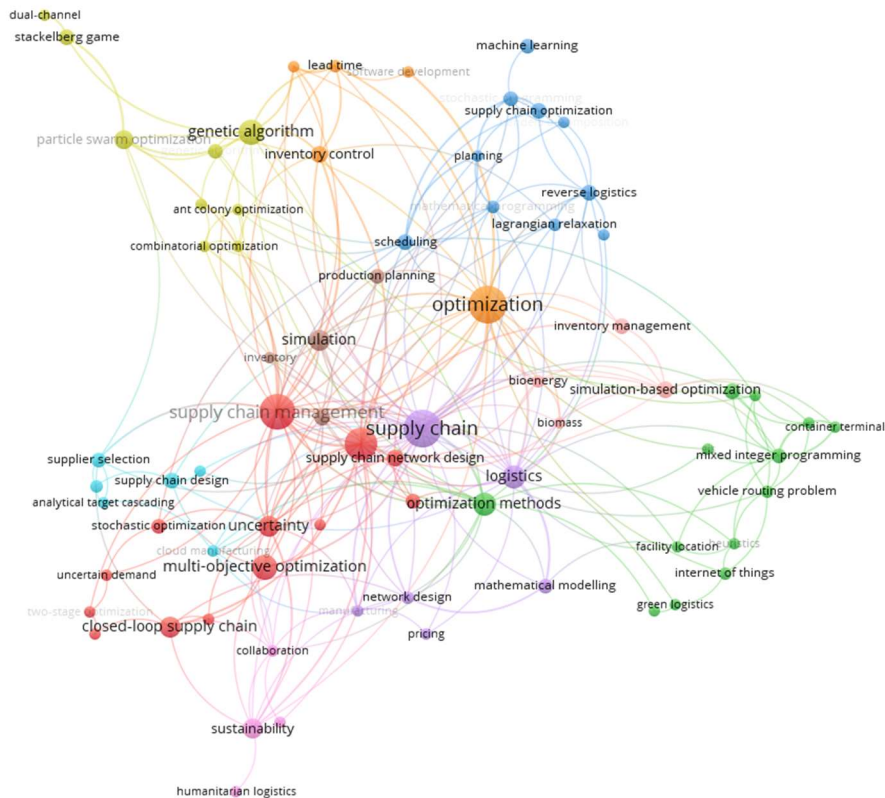 dual-channel
stackelberg game
machine learning
lead time
software development
stochastic programming
supply chain optimization
genetic algorithm
particle swarm optimization
inventory control
planning
reverse logistics
ant colony optimization
mathematical programming
lagrangian relaxation
combinatorial optimization
scheduling
production planning
optimization
inventory management
simulation
inventory
bioenergy
simulation-based optimization
supply chain management
supply chain
biomass
container terminal
supplier selection
supply chain network design
mixed integer programming
supply chain design
logistics
vehicle routing problem
analytical target cascading
optimization methods
stochastic optimization
uncertainty
cloud manufacturing
facility location
heuristics
multi-objective optimization
uncertain demand
mathematical modelling
internet of things
network design
two-stage optimization
manufacturing
green logistics
closed-loop supply chain
pricing
collaboration
sustainability
humanitarian logistics